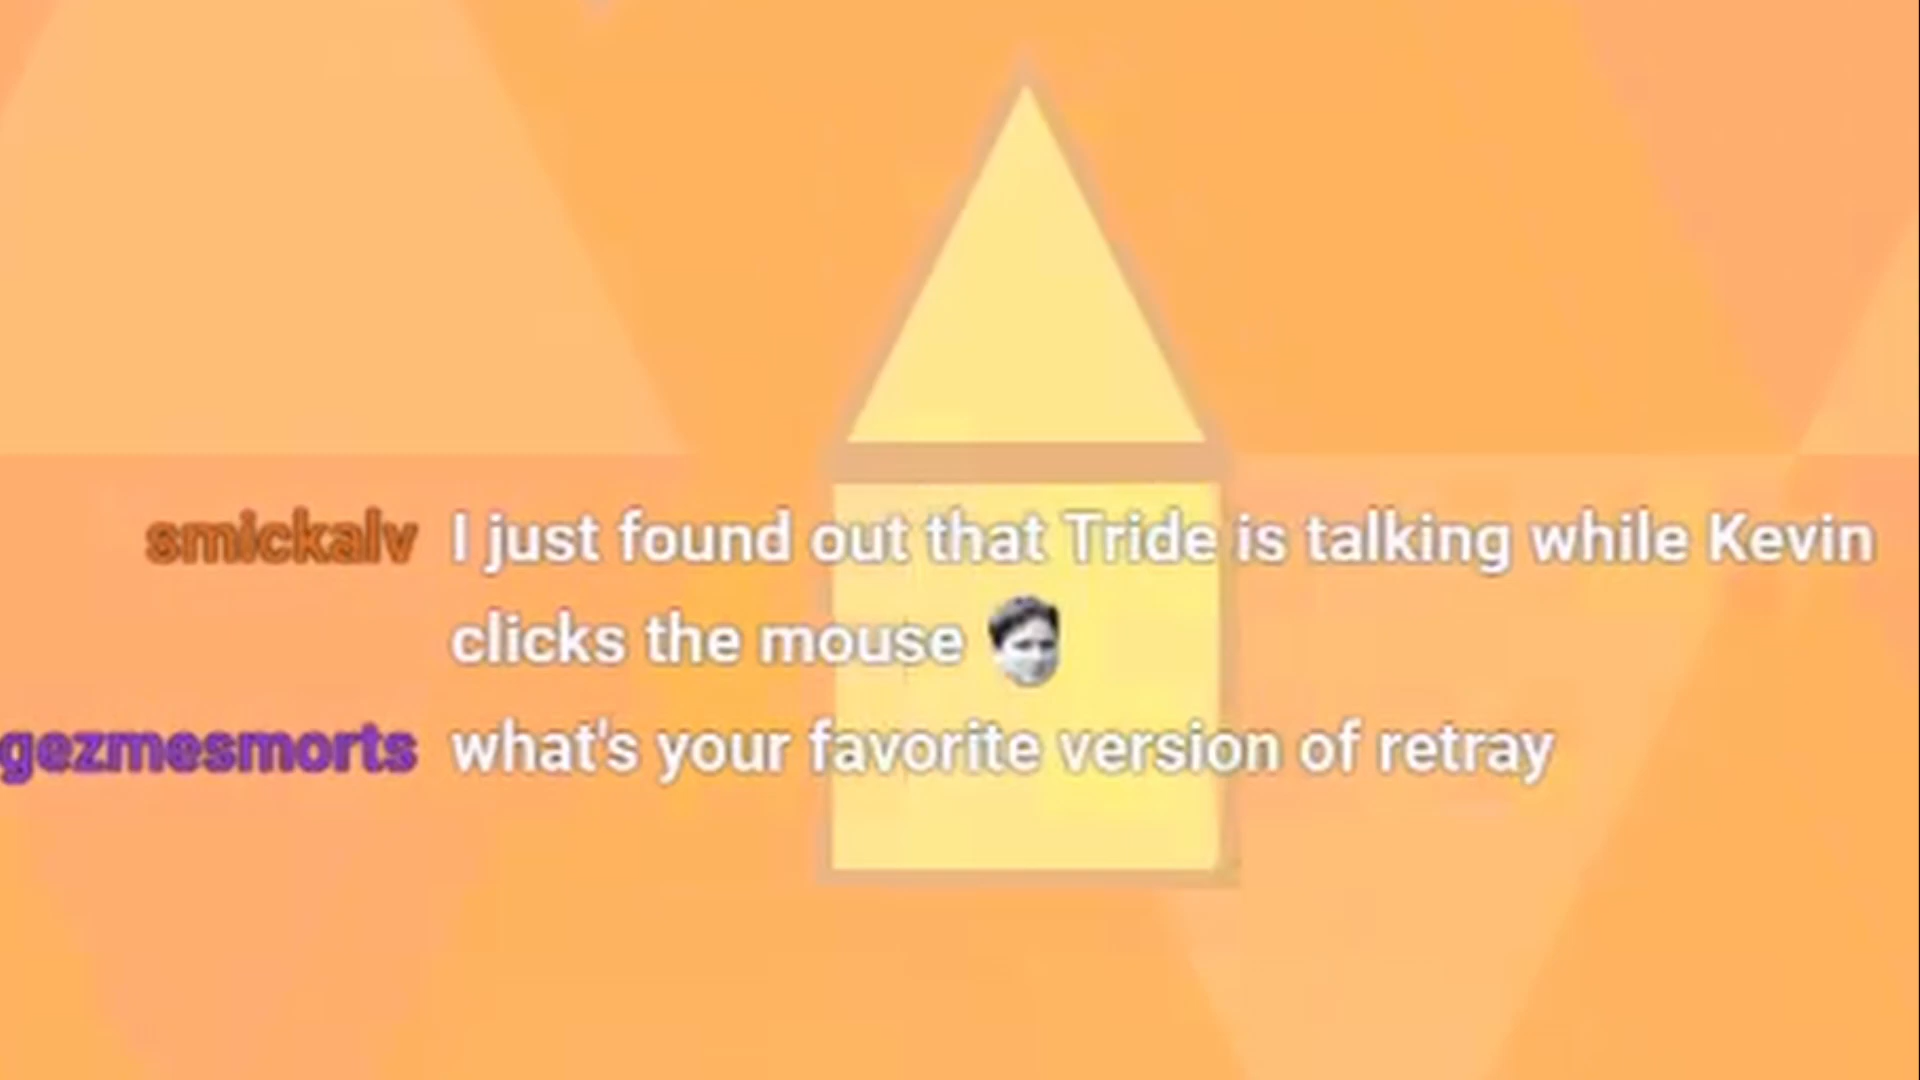 smickalv I just found out that Tride is talking while Kevin
clicks the mouse
gezmesmorts what's your favorite version of retray